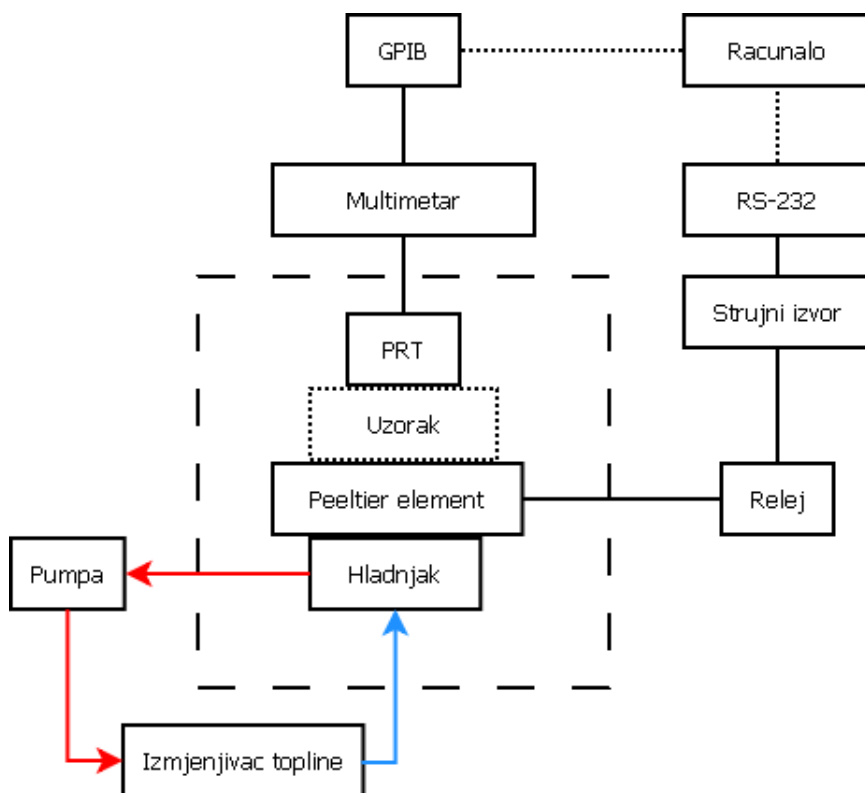 GPIB
Racunalo
Multimetar
RS-232
Strujni izvor
PRT
Uzorak
Peeltier element
Relej
Pumpa
Hladnjak
Izmjenjivac topline